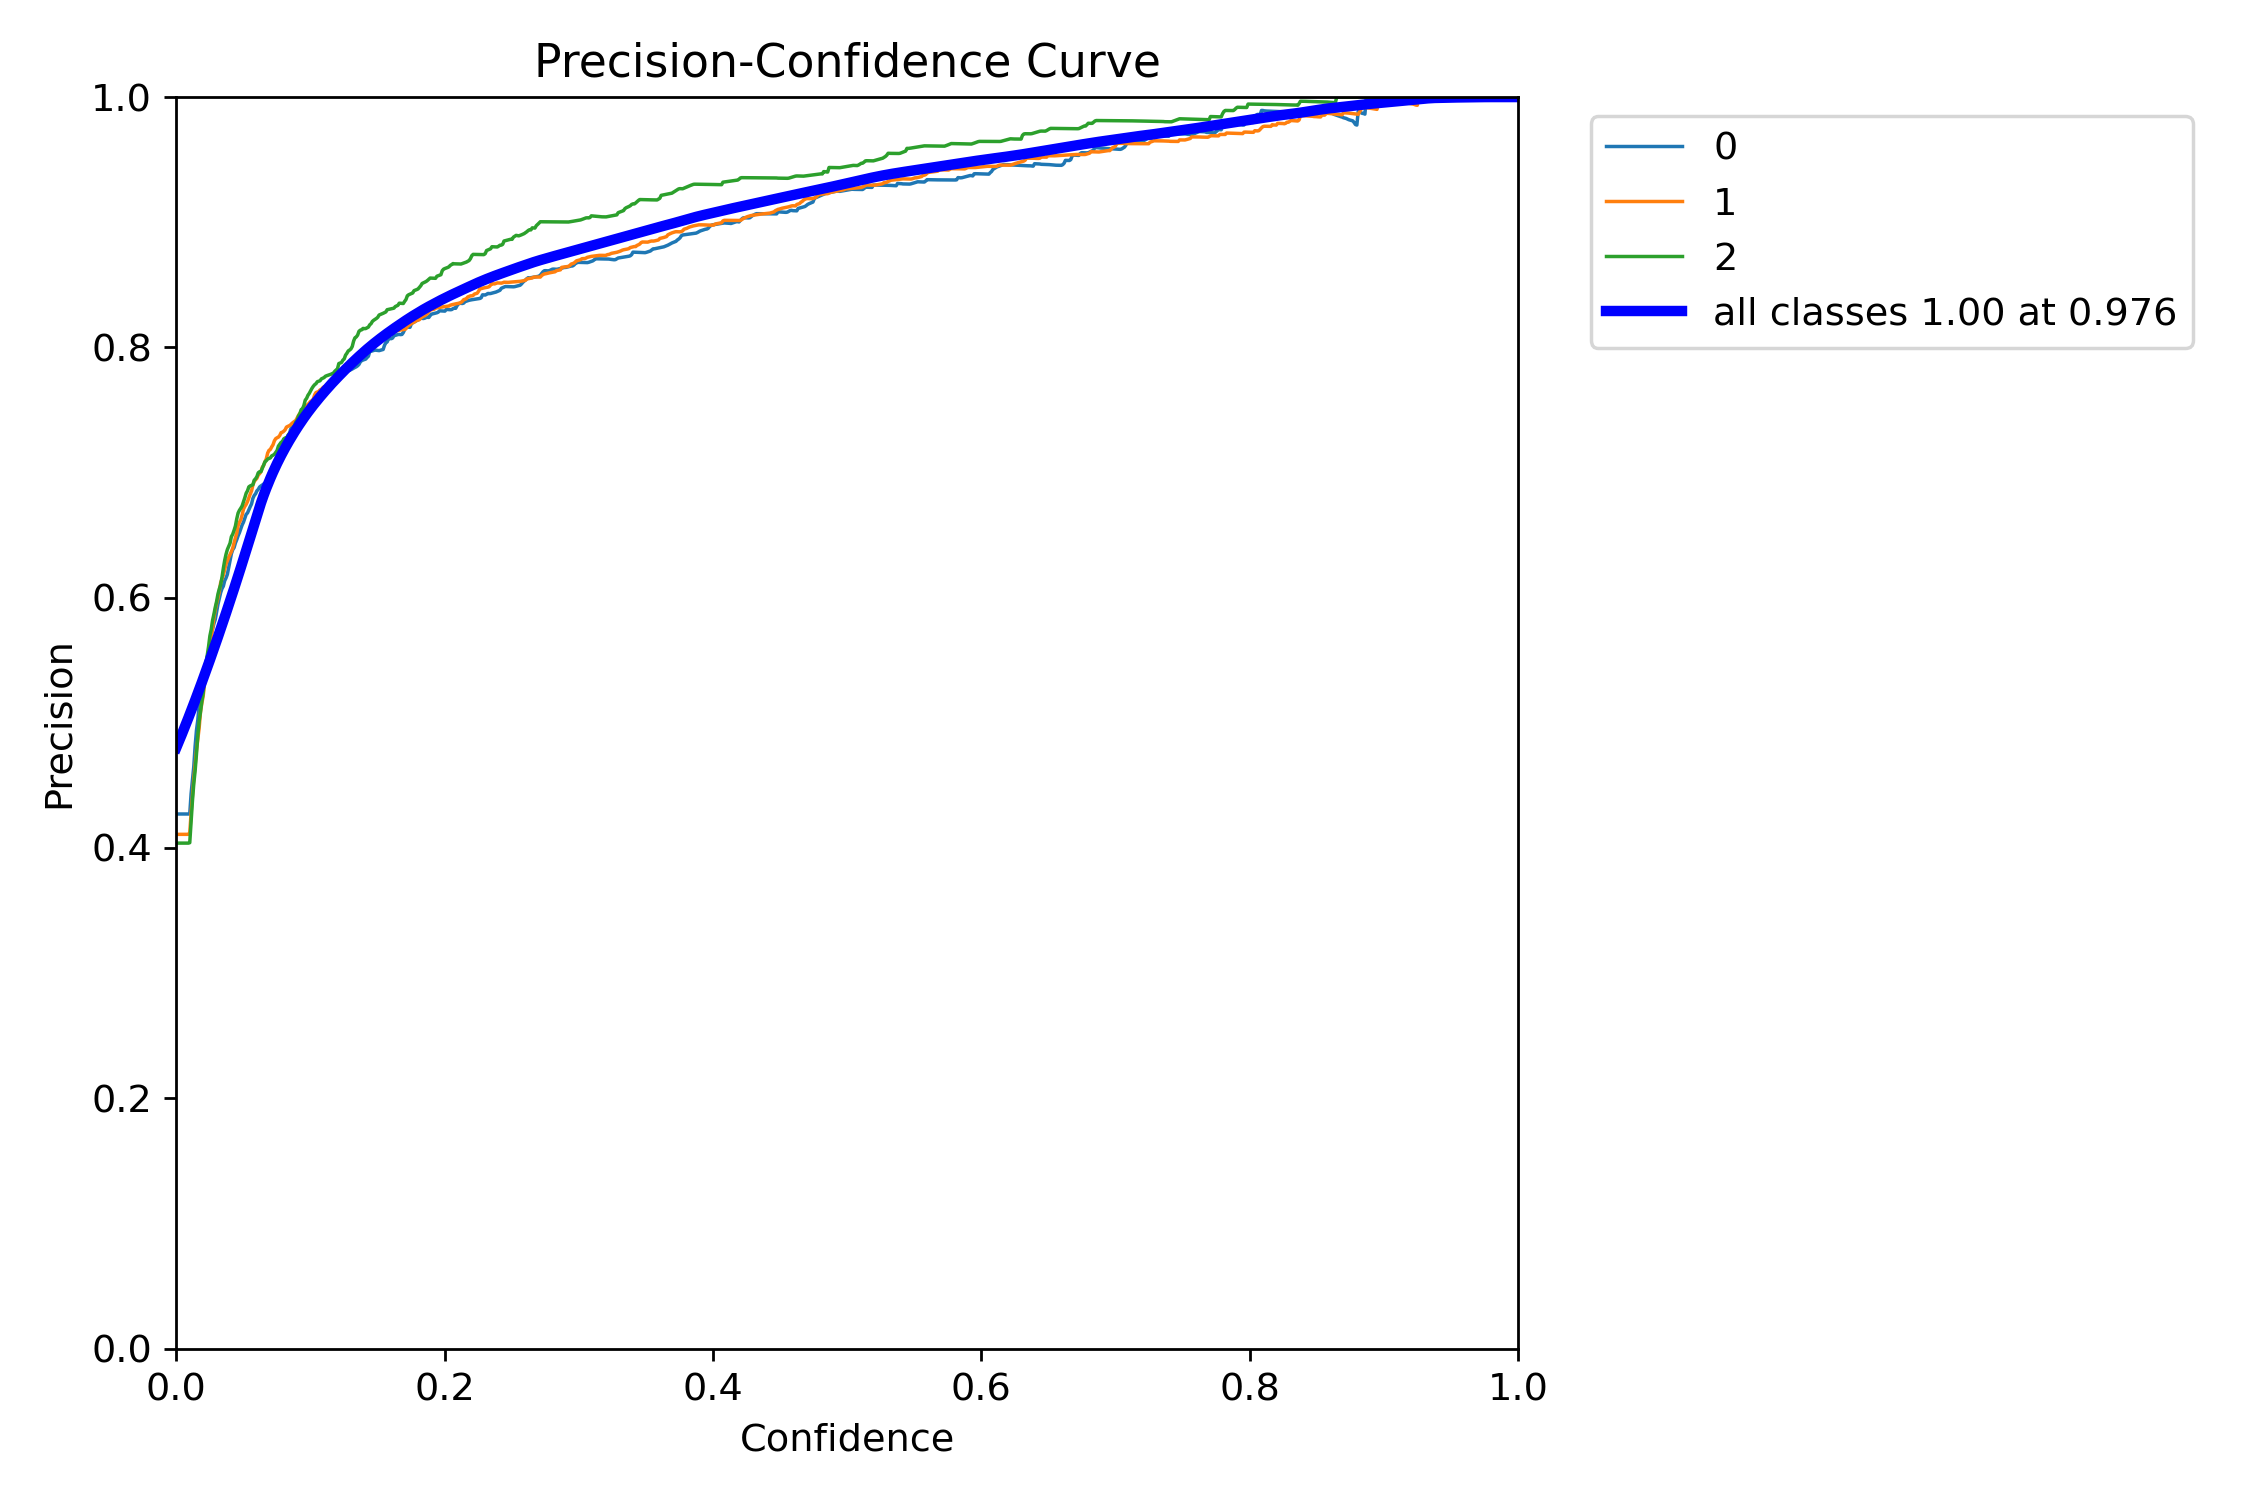 Precision-Confidence Curve
1.0
0.8
0.6
0.4
0.2
0.0
Precision
0.0 0.2 0.4 0.6 0.8 1.0
Confidence
0
1
2
all classes 1.00 at 0.976